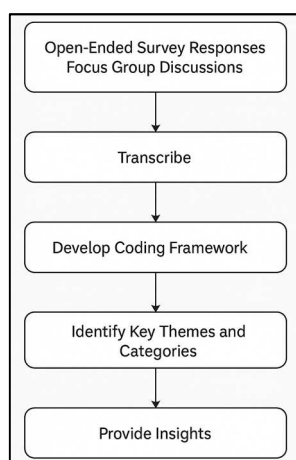 Open-Ended Survey Responses
Focus Group Discussions
Transcribe
Develop Coding Framework
Identify Key Themes and
Categories
Provide Insights